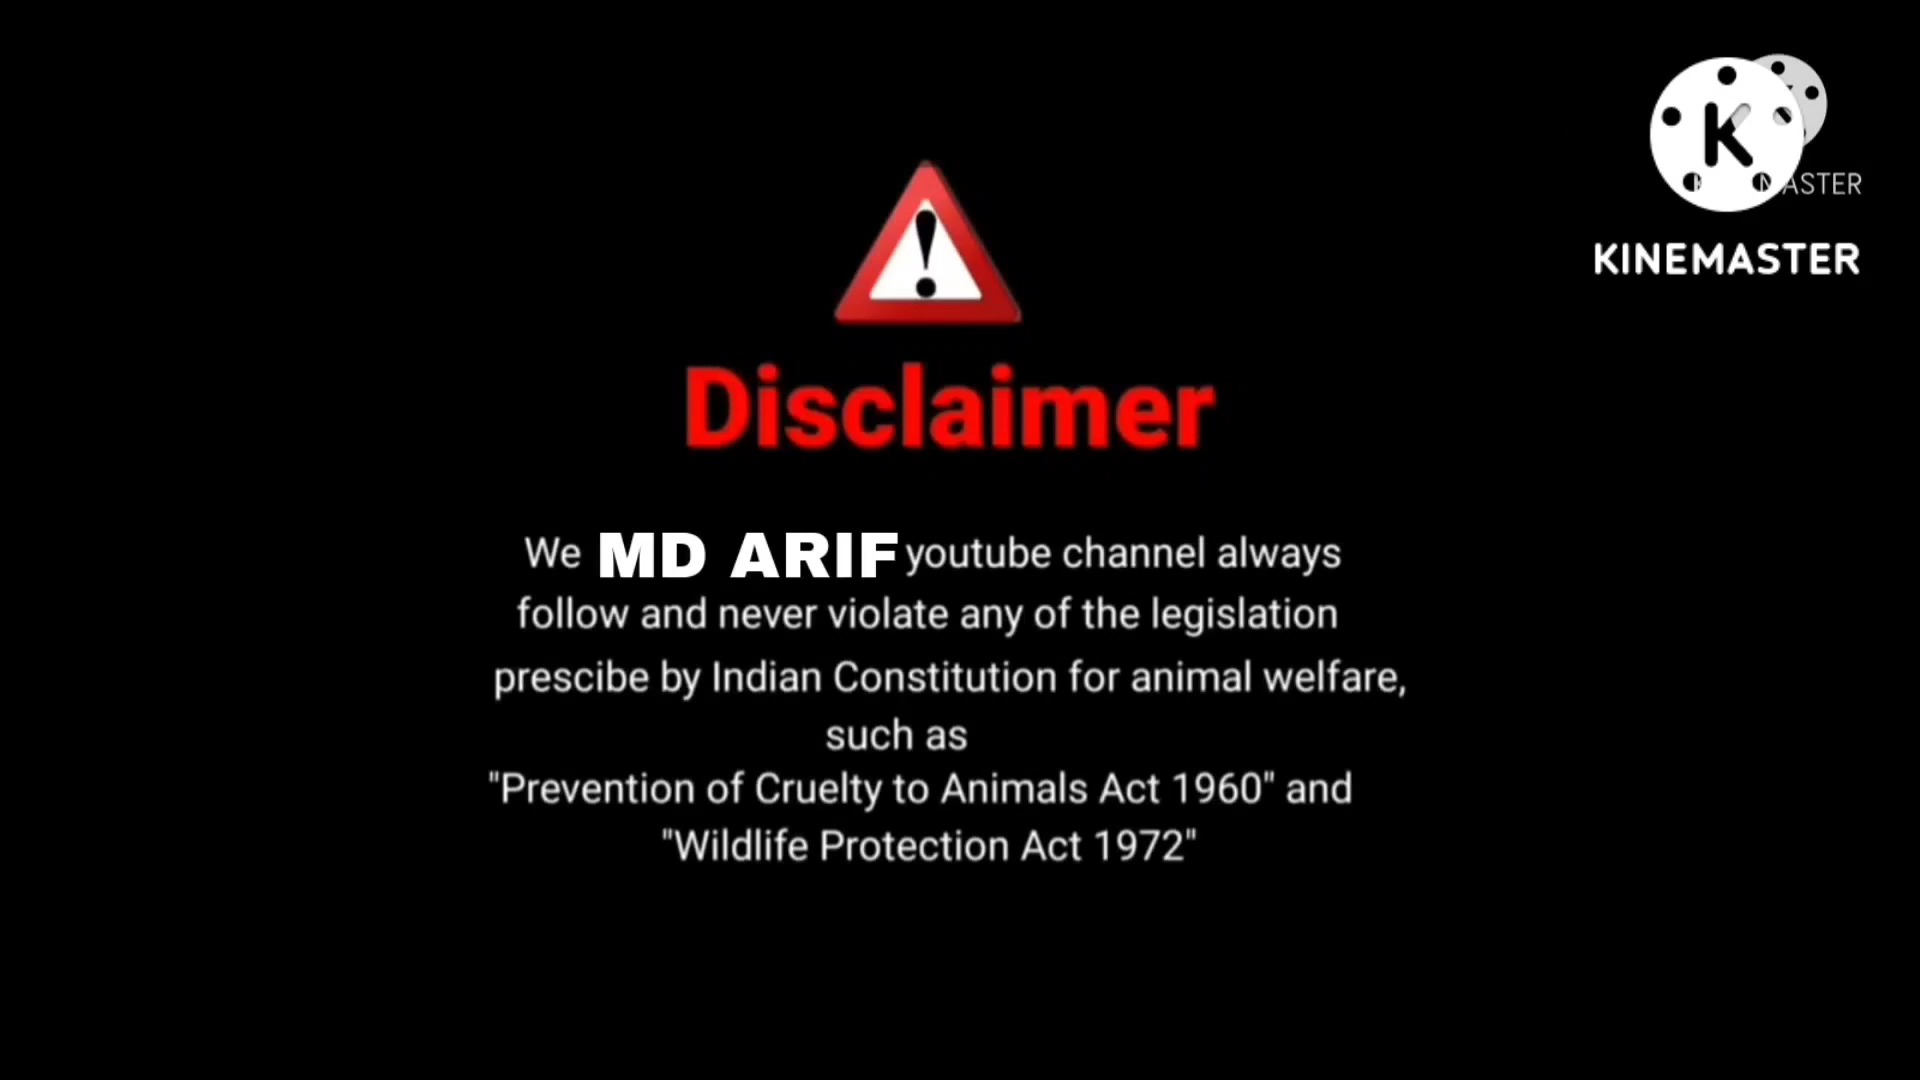 K
MASTER
KINEMASTER
Disclaimer
We MD ARIF youtube channel always
follow and never violate any of the legislation
prescibe by Indian Constitution for animal welfare,
such as
"Prevention of Cruelty to Animals Act 1960" and
"Wildlife Protection Act 1972"